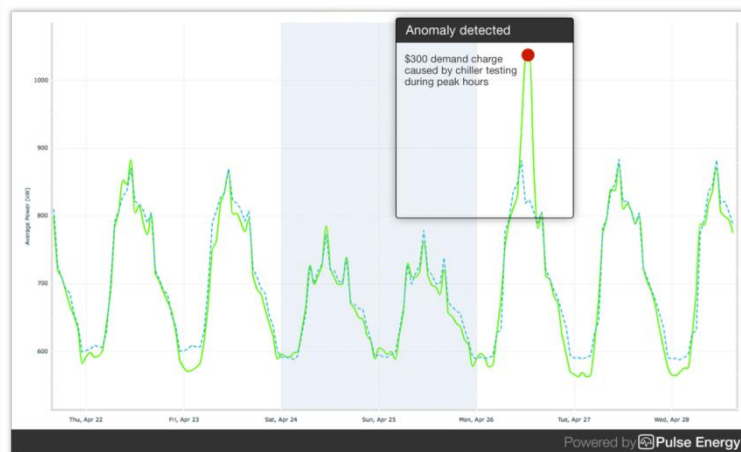 Anomaly detected
$300 demand charge
caused by chiller testing
during peak hours
1000
900
800
700
600
Average Power (kW)
Thu, Apr 22
Fri, Apr 23
Sat, Apr 24
Sun, Apr 25
Mon, Apr 26
Tue, Apr 27
Wed, Apr 28
Powered by Pulse Energy